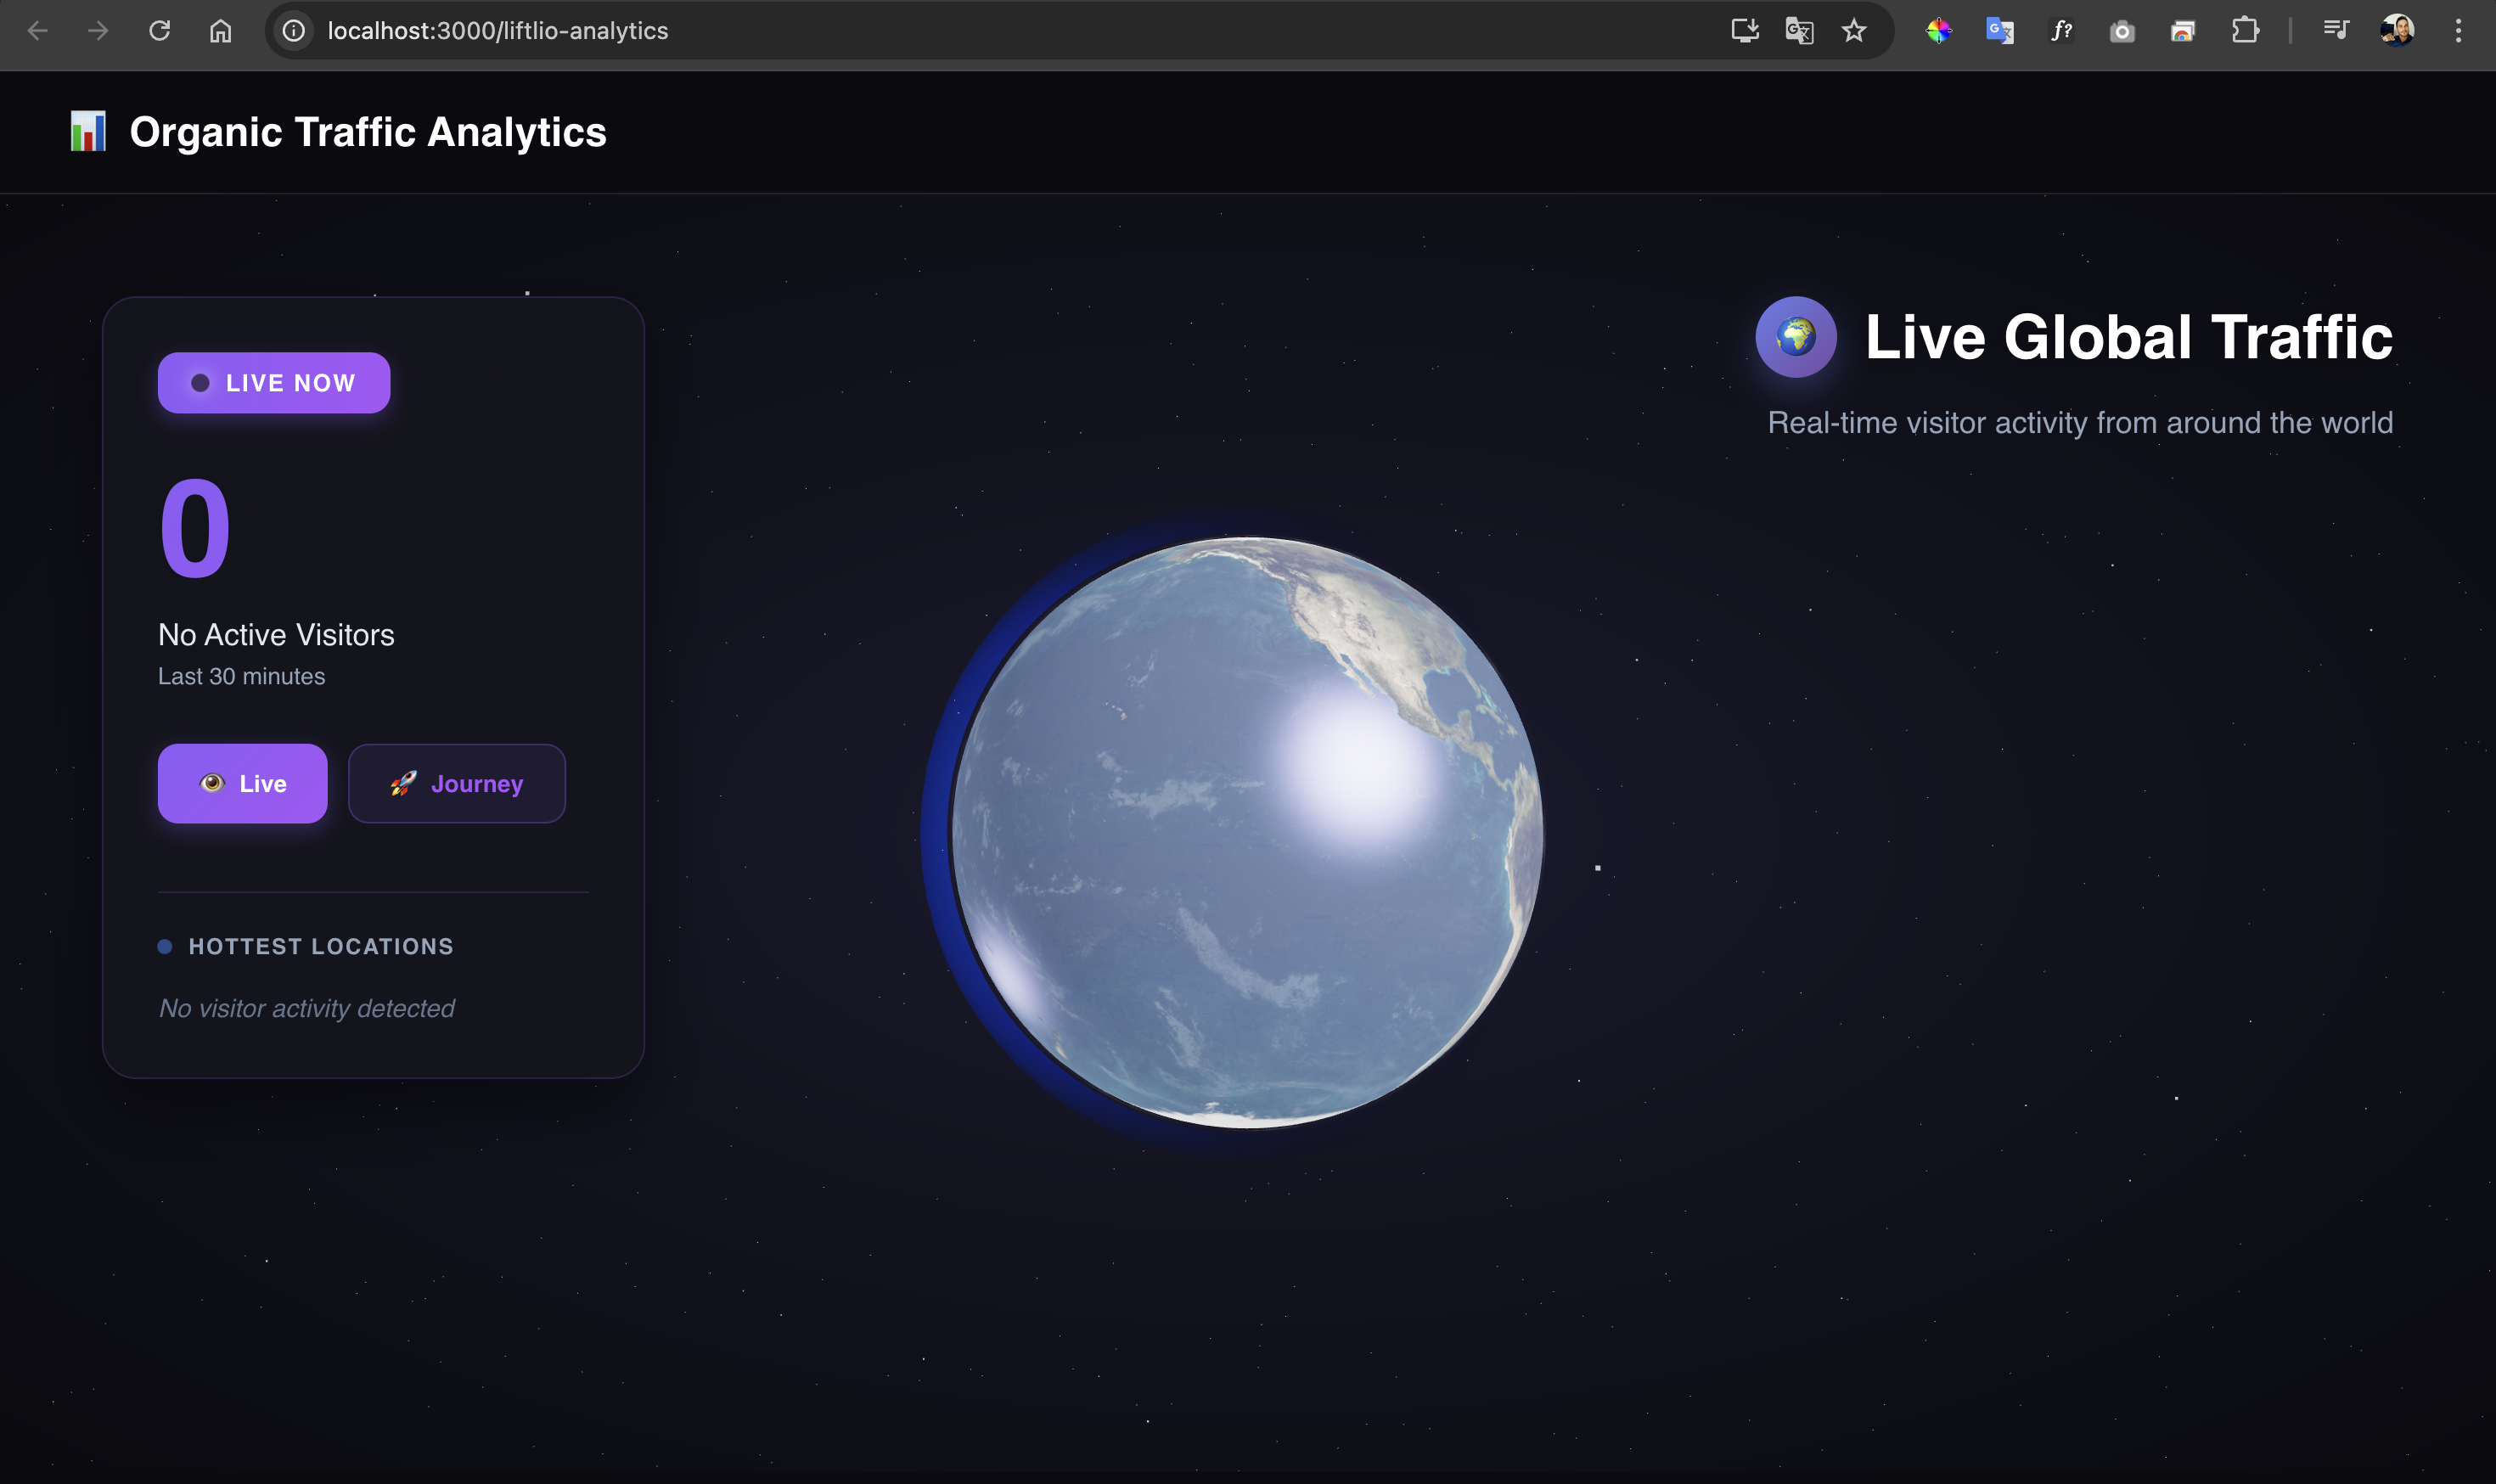 localhost:3000/liftlio-analytics
f?
Organic Traffic Analytics
LIVE NOW
0
No Active Visitors
Last 30 minutes
Live
Journey
HOTTEST LOCATIONS
No visitor activity detected
Live Global Traffic
Real-time visitor activity from around the world